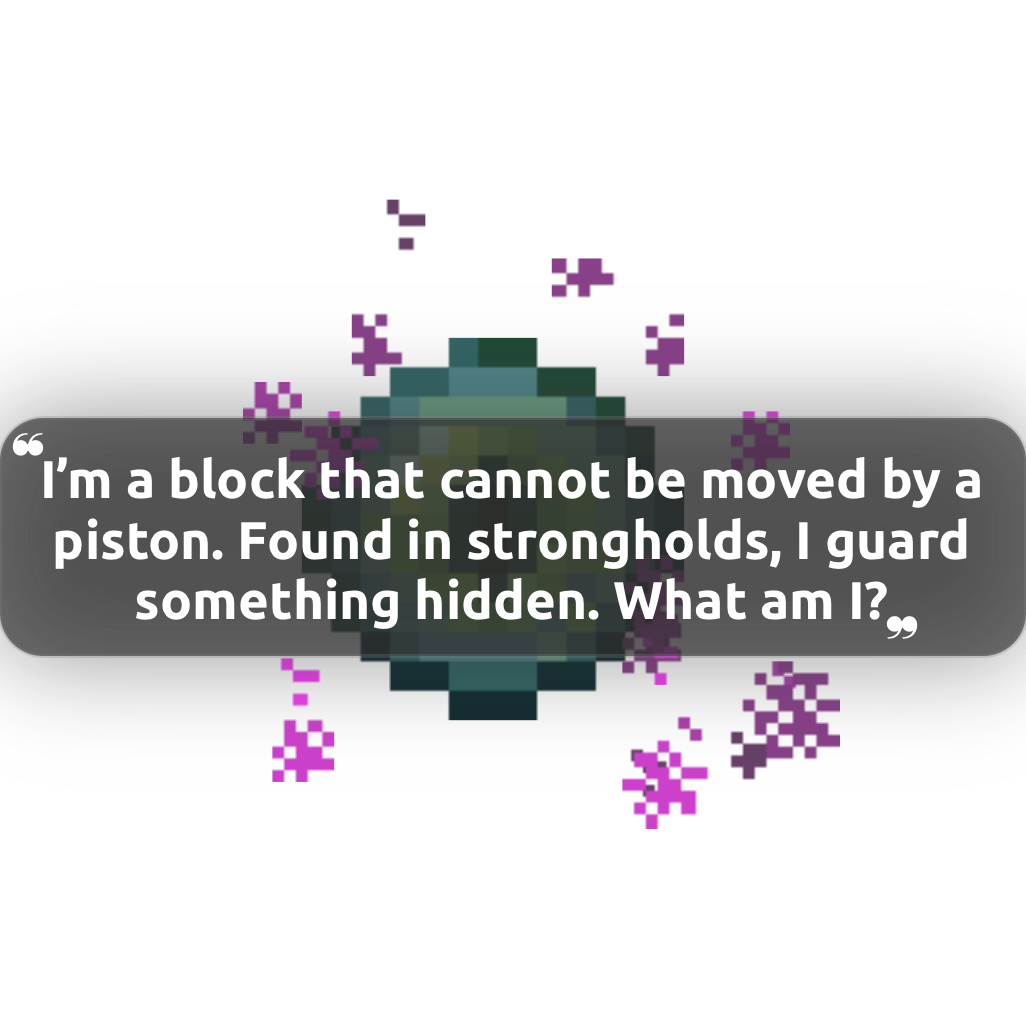 ❝I’m a block that cannot be moved by a
piston. Found in strongholds, I guard
something hidden. What am I?❞